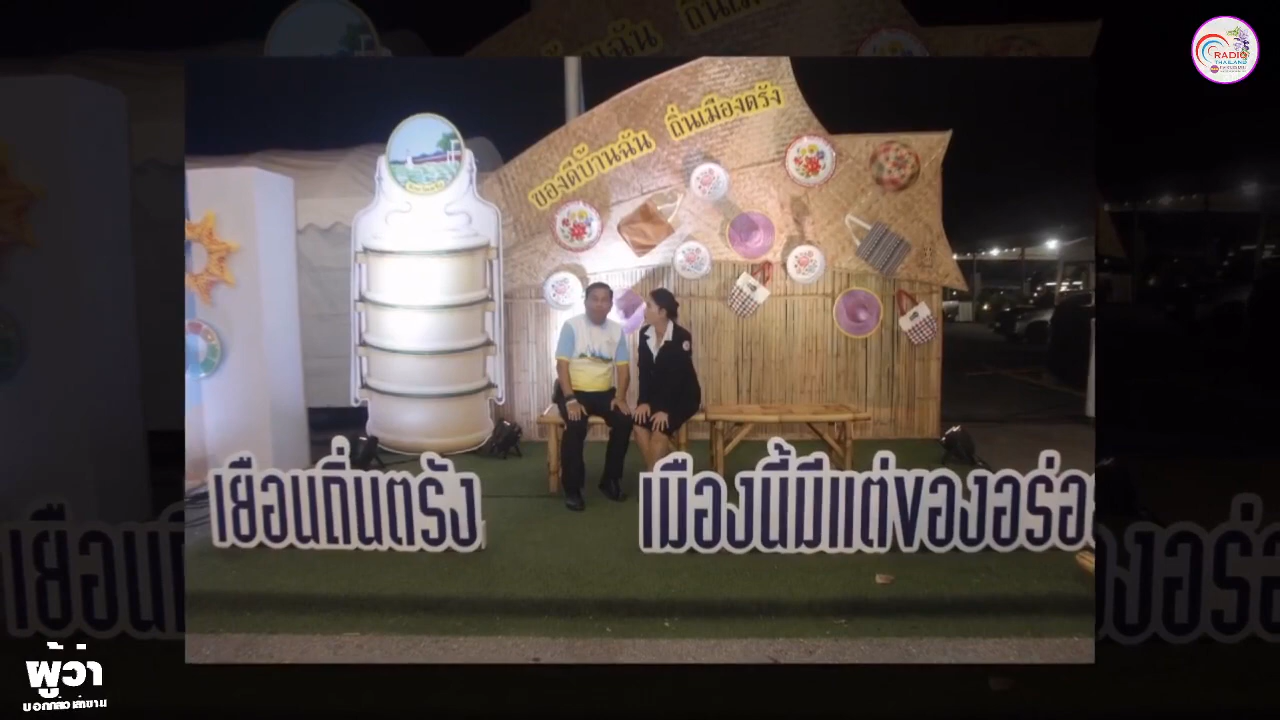 ของดีบ้านฉัน ถิ่นเมืองตรัง
RADIO
THAILAND
เยือนถิ่นตรัง
เมืองนี้มีแต่ของอร่อ
ผู้ว่า